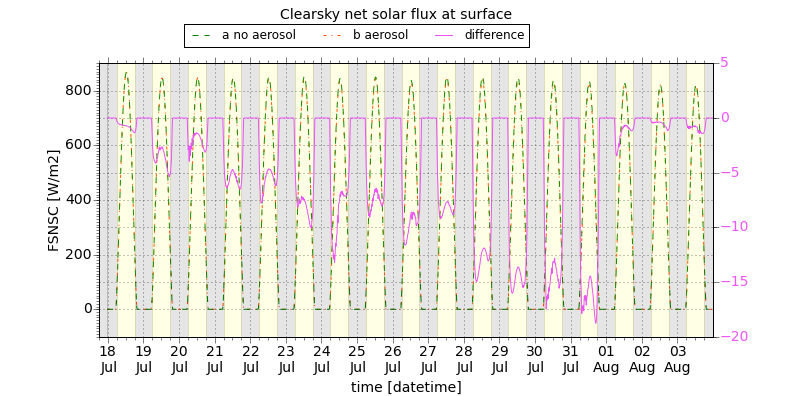 Clearsky net solar flux at surface
a no aerosol b aerosol difference
FSNSC [W/m2]
800
600
400
200
0
5
0
−5
−10
−15
−20
18 19 20 21 22 23 24 25 26 27 28 29 30 31 01 02 03
Jul Jul Jul Jul Jul Jul Jul Jul Jul Jul Jul Jul Jul Jul Aug Aug Aug
time [datetime]